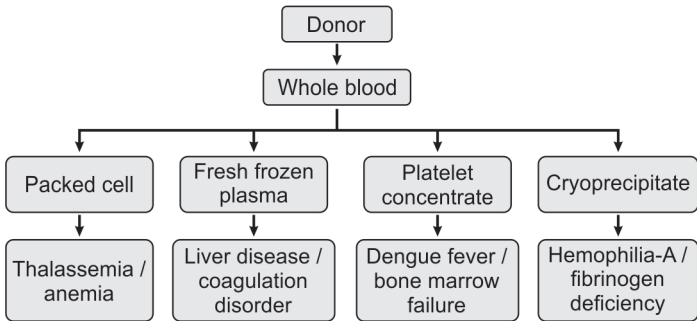 Donor
Whole blood
Packed cell
Fresh frozen
plasma
Platelet
concentrate
Cryoprecipitate
Thalassemia /
anemia
Liver disease /
coagulation
disorder
Dengue fever /
bone marrow
failure
Hemophilia-A /
fibrinogen
deficiency